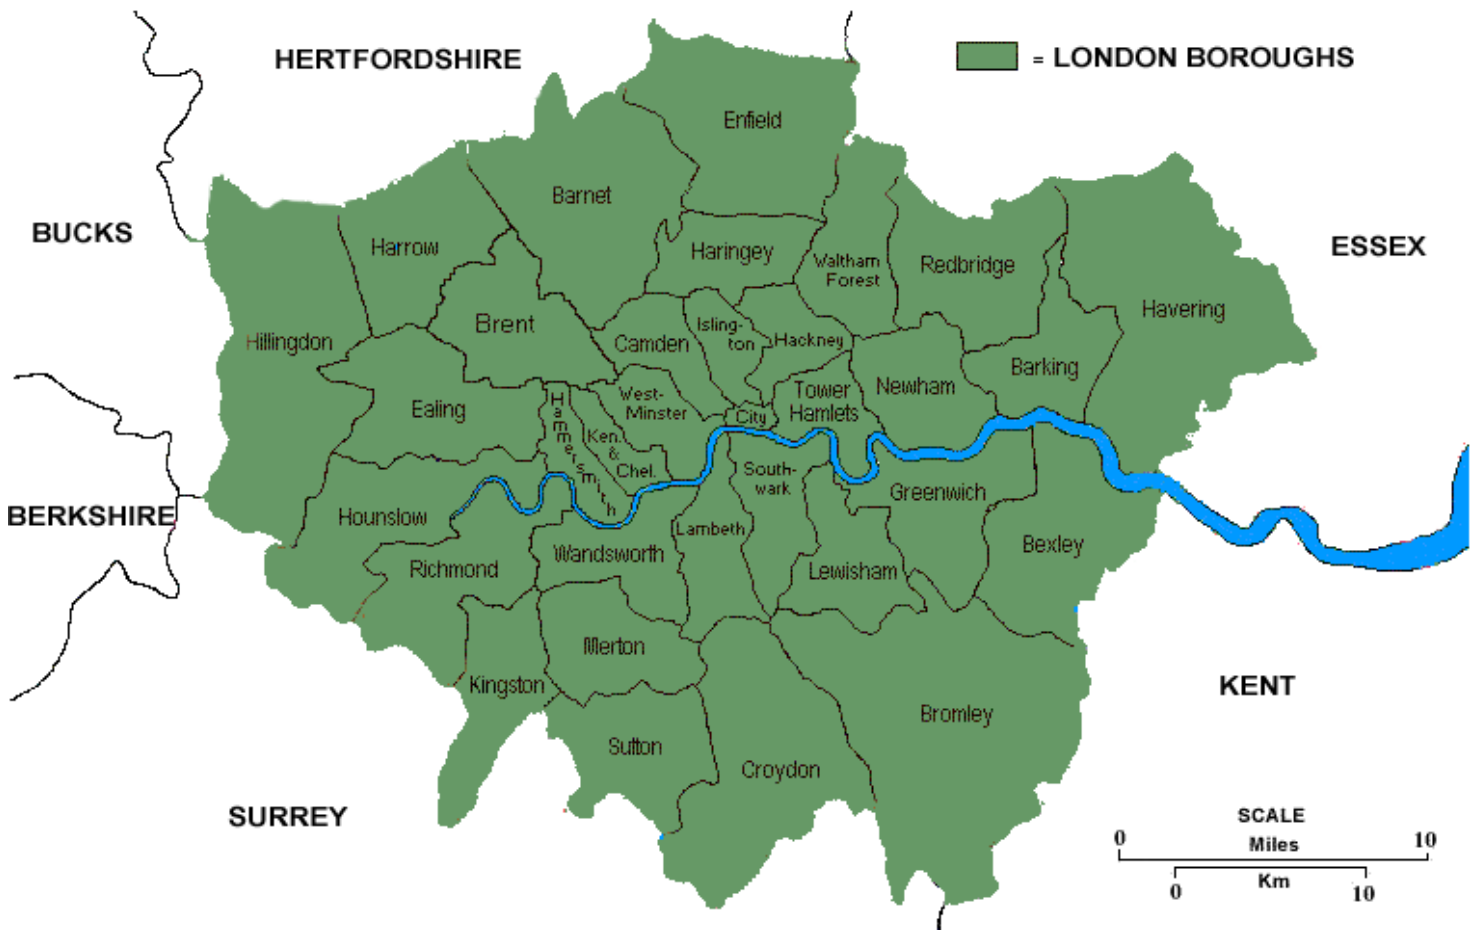 HERTFORDSHIRE
= LONDON BOROUGHS
Enfield
Barnet
BUCKS
Harrow
Haringey
Waltham
Forest
Redbridge
ESSEX
Havering
Hillingdon
Brent
Camden
Isling-
ton
Hackney
Barking
Ealing
West-
Minster
Tower
Hamlets
Newham
City
Hammersmith
Ken.
&
Chel.
South-
wark
Greenwich
BERKSHIRE
Hounslow
Lambeth
Bexley
Richmond
Wandsworth
Lewisham
Merton
Kingston
KENT
Bromley
Sutton
Croydon
SURREY
SCALE
0 Miles 10
Km
0 10